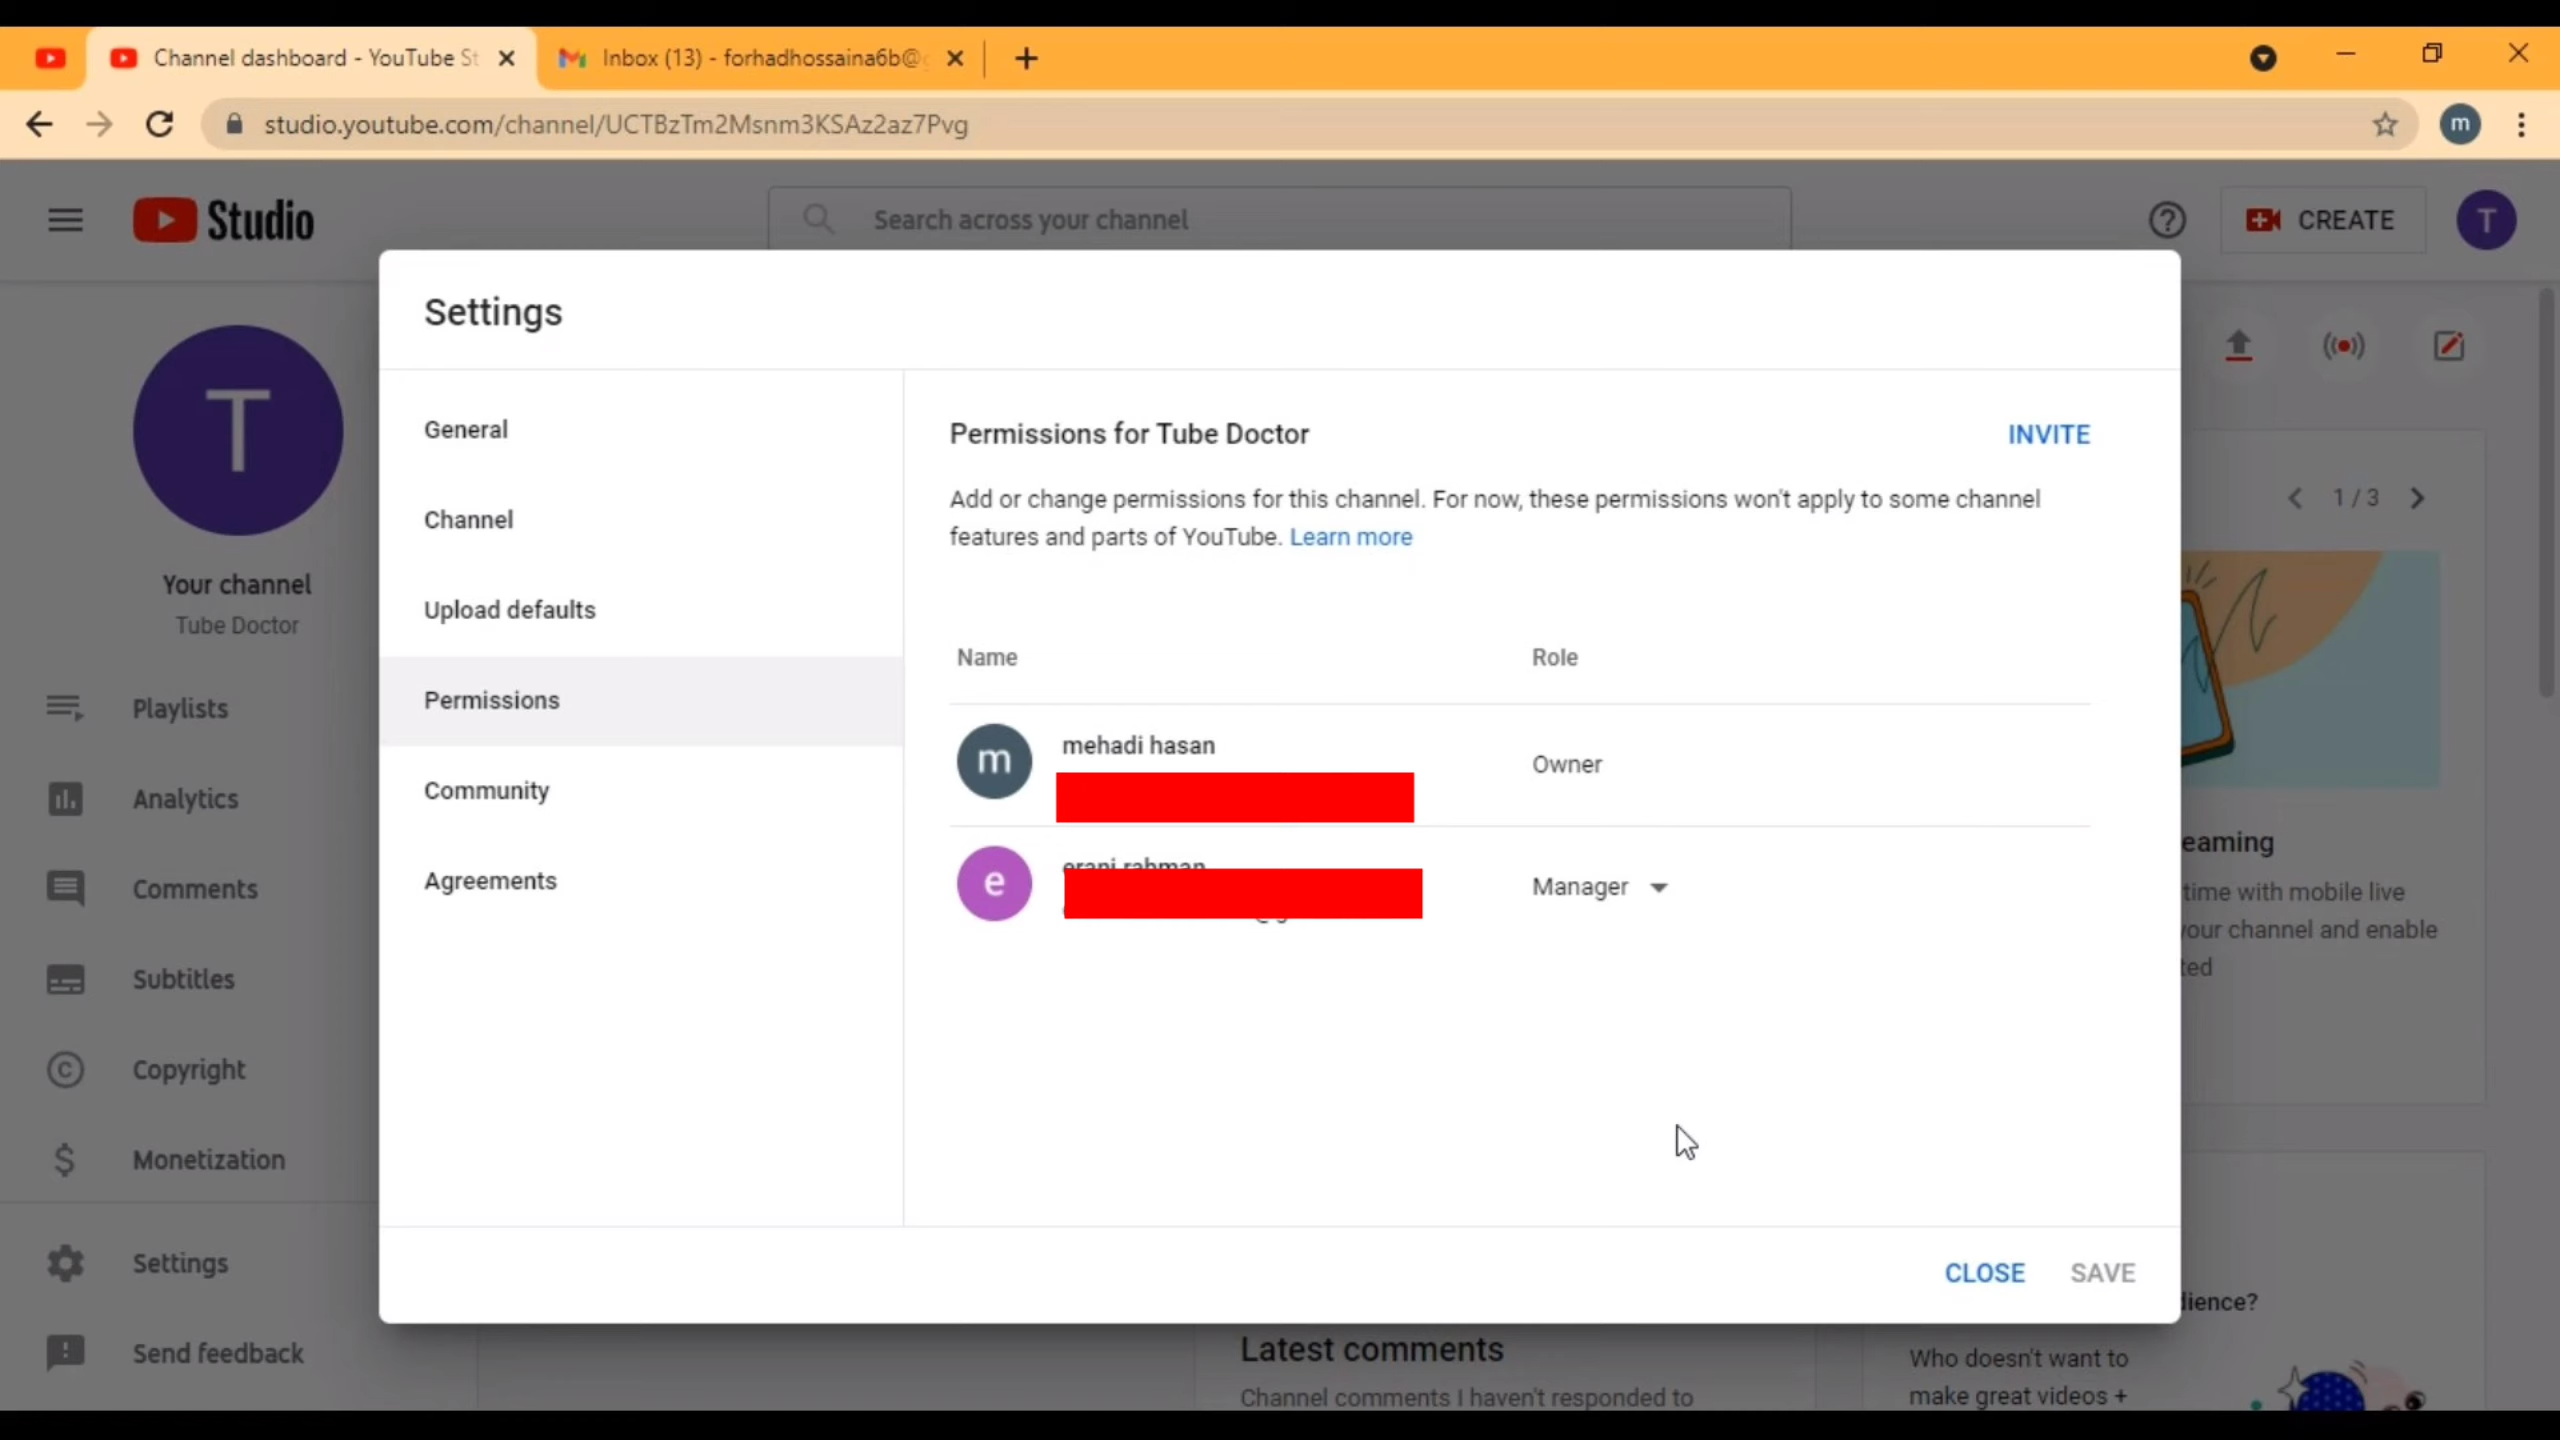 Channel dashboard - YouTube St
Inbox (13) - forhadhossaina6b@g
studio.youtube.com/channel/UCTBzTm2Msnm3KSAz2az7Pvg
m
Studio
Search across your channel
CREATE
T
Settings
T
Your channel
Tube Doctor
Playlists
Analytics
Comments
Subtitles
Copyright
Monetization
Settings
Send feedback
General
Channel
Upload defaults
Permissions
Community
Agreements
Permissions for Tube Doctor
INVITE
Add or change permissions for this channel. For now, these permissions won't apply to some channel
features and parts of YouTube. Learn more
Name
Role
m
mehadi hasan
Owner
e
erani rahman
Manager
CLOSE
SAVE
1 / 3
eaming
time with mobile live
your channel and enable
ted
Latest comments
Channel comments I haven't responded to
dience?
Who doesn't want to
make great videos +